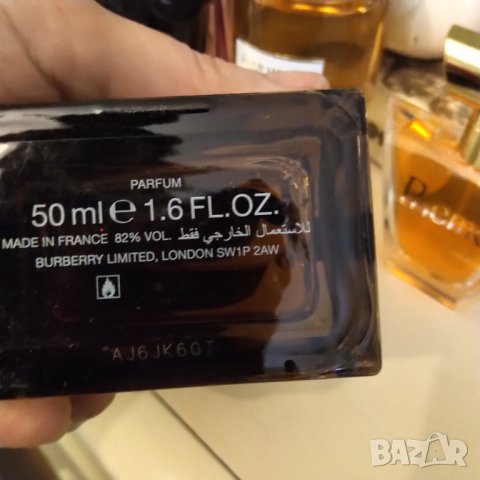 PARFUM
50 ml e 1.6 FL.OZ.
MADE IN FRANCE 82% VOL. للاستعمال الخارجي فقط
BURBERRY LIMITED, LONDON SW1P 2AW
AJ6JK6GT
BAZAR